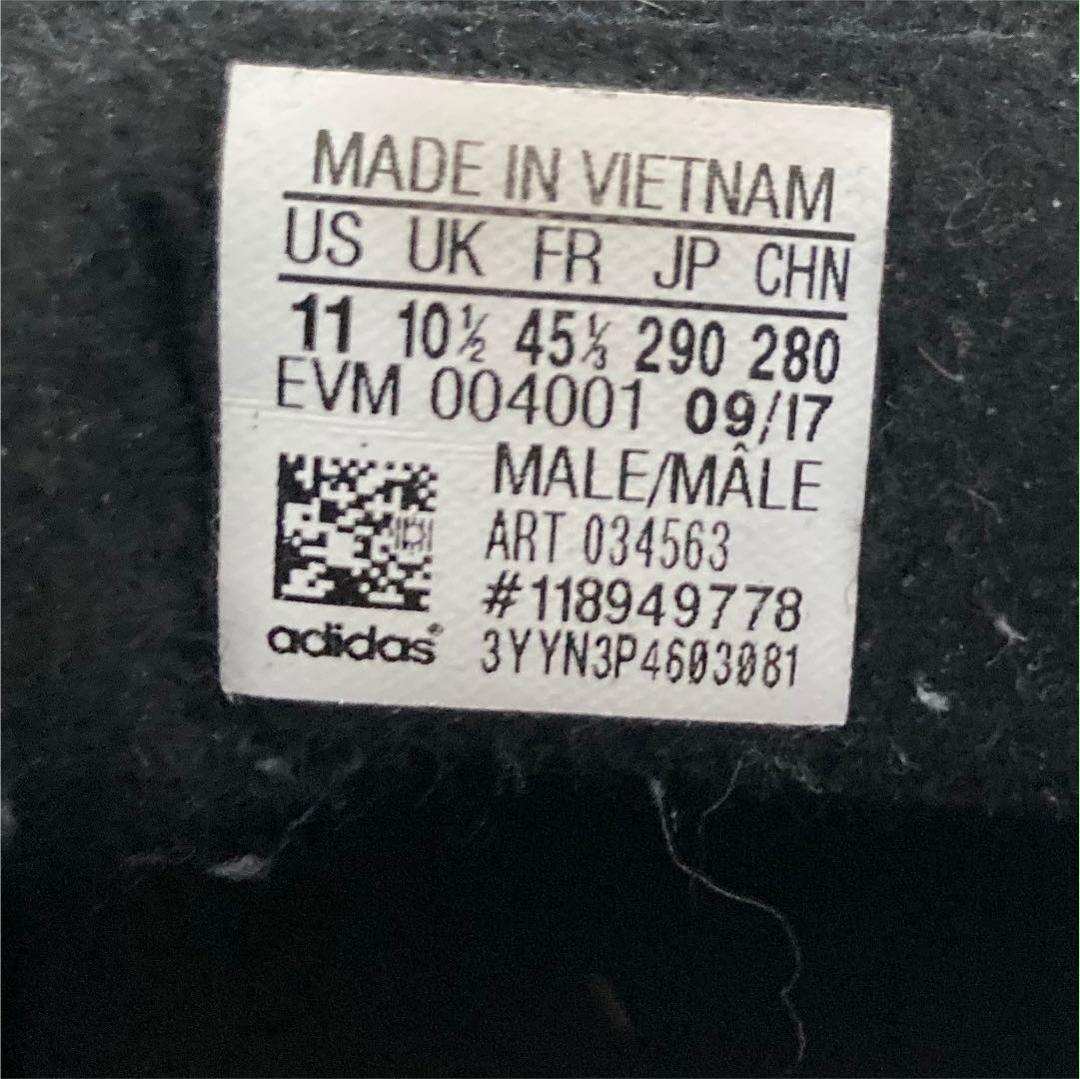 MADE IN VIETNAM
US UK FR JP CHN
11 10½ 45⅓ 290 280
EVM 004001 09/17
MALE/MÂLE
ART 034563
#118949778
adidas® 3YYN3P4603081